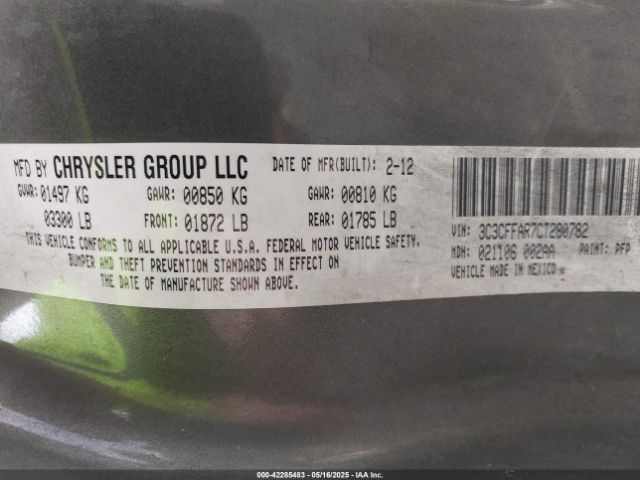 MFD BY CHRYSLER GROUP LLC DATE OF MFR(BUILT): 2-12
GVWR: 01497 KG GAWR: 00850 KG GAWR: 00810 KG
03300 LB FRONT: 01872 LB REAR: 01785 LB
THIS VEHICLE CONFORMS TO ALL APPLICABLE U.S.A. FEDERAL MOTOR VEHICLE SAFETY,
BUMPER AND THEFT PREVENTION STANDARDS IN EFFECT ON
THE DATE OF MANUFACTURE SHOWN ABOVE.
VIN: 3C3CFFAR7CT280782
MDH: 021106 002AA PAINT: PFP
VEHICLE MADE IN MEXICO
000-42285483 - 05/16/2025 - IAAI.COM